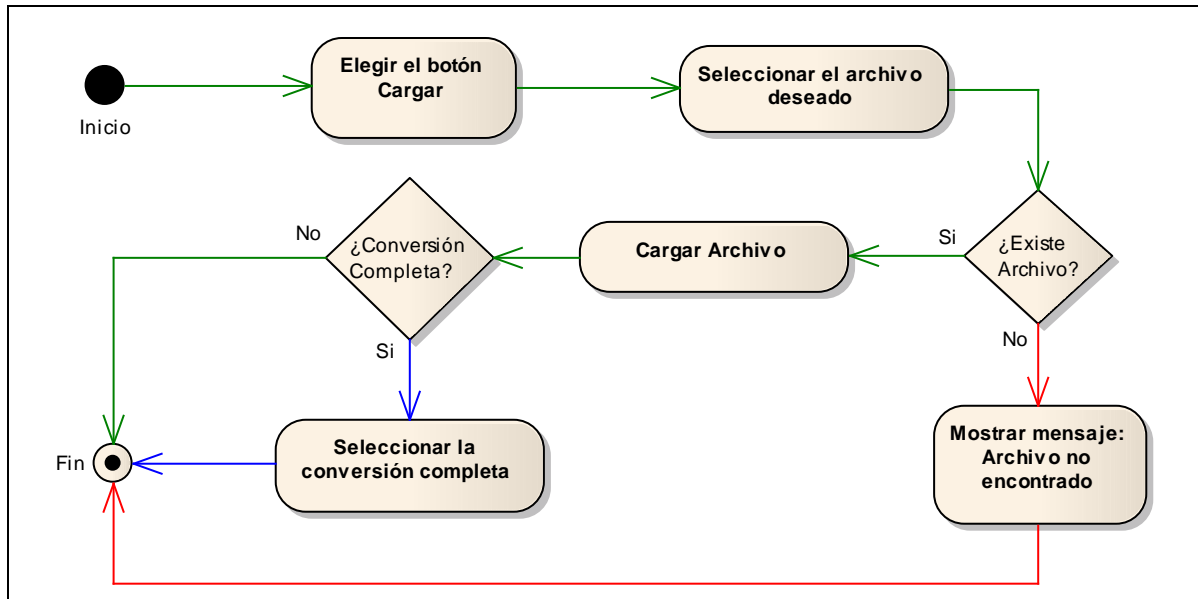 Elegir el botón
Cargar
Seleccionar el archivo
deseado
Inicio
¿Existe
Archivo?
Si
Cargar Archivo
¿Conversión
Completa?
No
Si
No
Seleccionar la
conversión completa
Mostrar mensaje:
Archivo no
encontrado
Fin